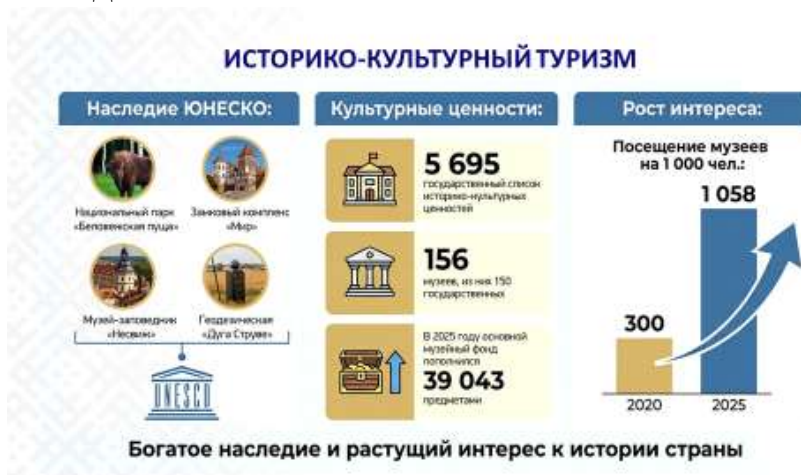 ИСТОРИКО-КУЛЬТУРНЫЙ ТУРИЗМ
Наследие ЮНЕСКО:
Национальный парк
«Беловежская пуща»
Замковый комплекс
«Мир»
Музей-заповедник
«Несвиж»
Геодезическая
«Дуга Струве»
UNESCO
Культурные ценности:
5 695
государственный список
историко-культурных
ценностей
156
музеев, из них 150
государственных
В 2025 году основной
музейный фонд
пополнился
39 043
предметами
Рост интереса:
Посещение музеев
на 1 000 чел.:
1 058
300
2020
2025
Богатое наследие и растущий интерес к истории страны